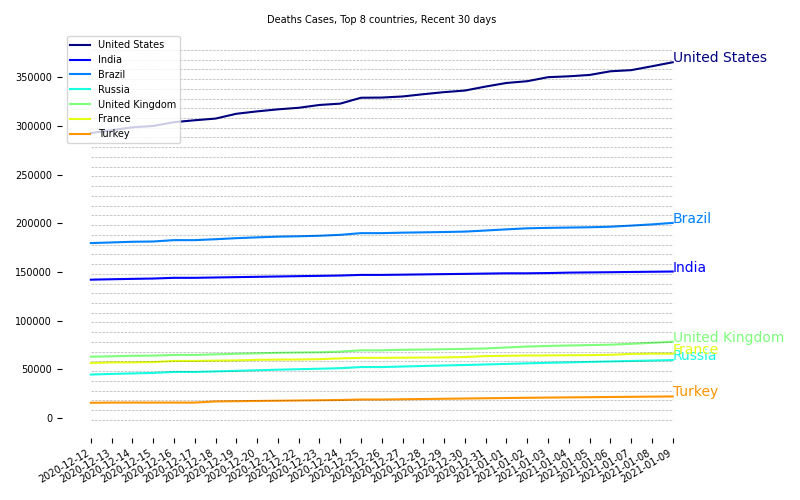 Deaths Cases, Top 8 countries, Recent 30 days
United States
India
Brazil
Russia
United Kingdom
France
Turkey
350000
300000
250000
200000
150000
100000
50000
0
United States
Brazil
India
United Kingdom
France
Russia
Turkey
2020-12-12
2020-12-13
2020-12-14
2020-12-15
2020-12-16
2020-12-17
2020-12-18
2020-12-19
2020-12-20
2020-12-21
2020-12-22
2020-12-23
2020-12-24
2020-12-25
2020-12-26
2020-12-27
2020-12-28
2020-12-29
2020-12-30
2020-12-31
2021-01-01
2021-01-02
2021-01-03
2021-01-04
2021-01-05
2021-01-06
2021-01-07
2021-01-08
2021-01-09